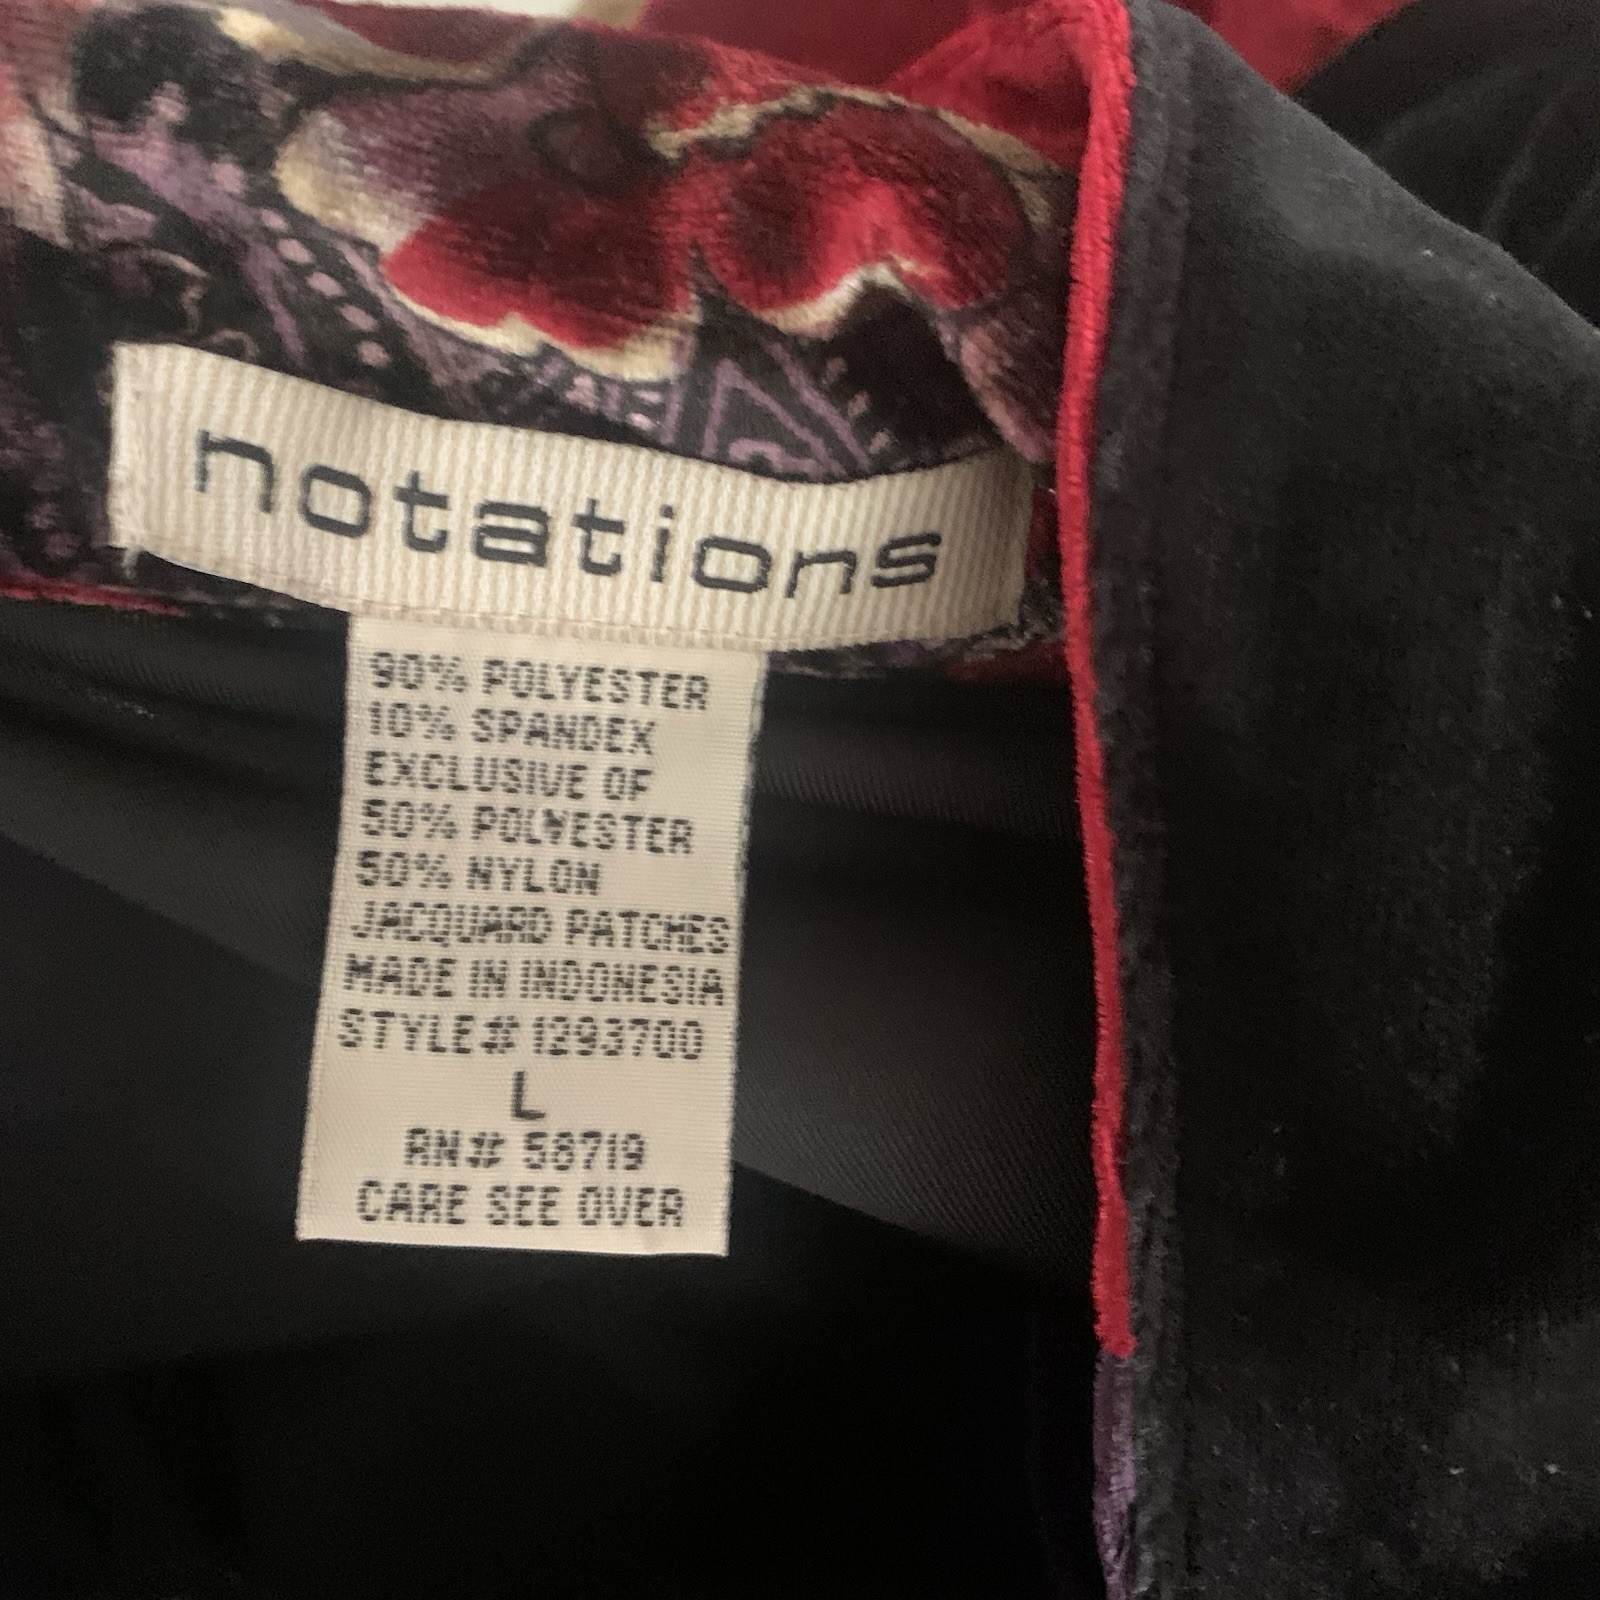 notations
90% POLYESTER
10% SPANDEX
EXCLUSIVE OF
50% POLYESTER
50% NYLON
JACQUARD PATCHES
MADE IN INDONESIA
STYLE# 1293700
L
RN# 58719
CARE SEE OVER